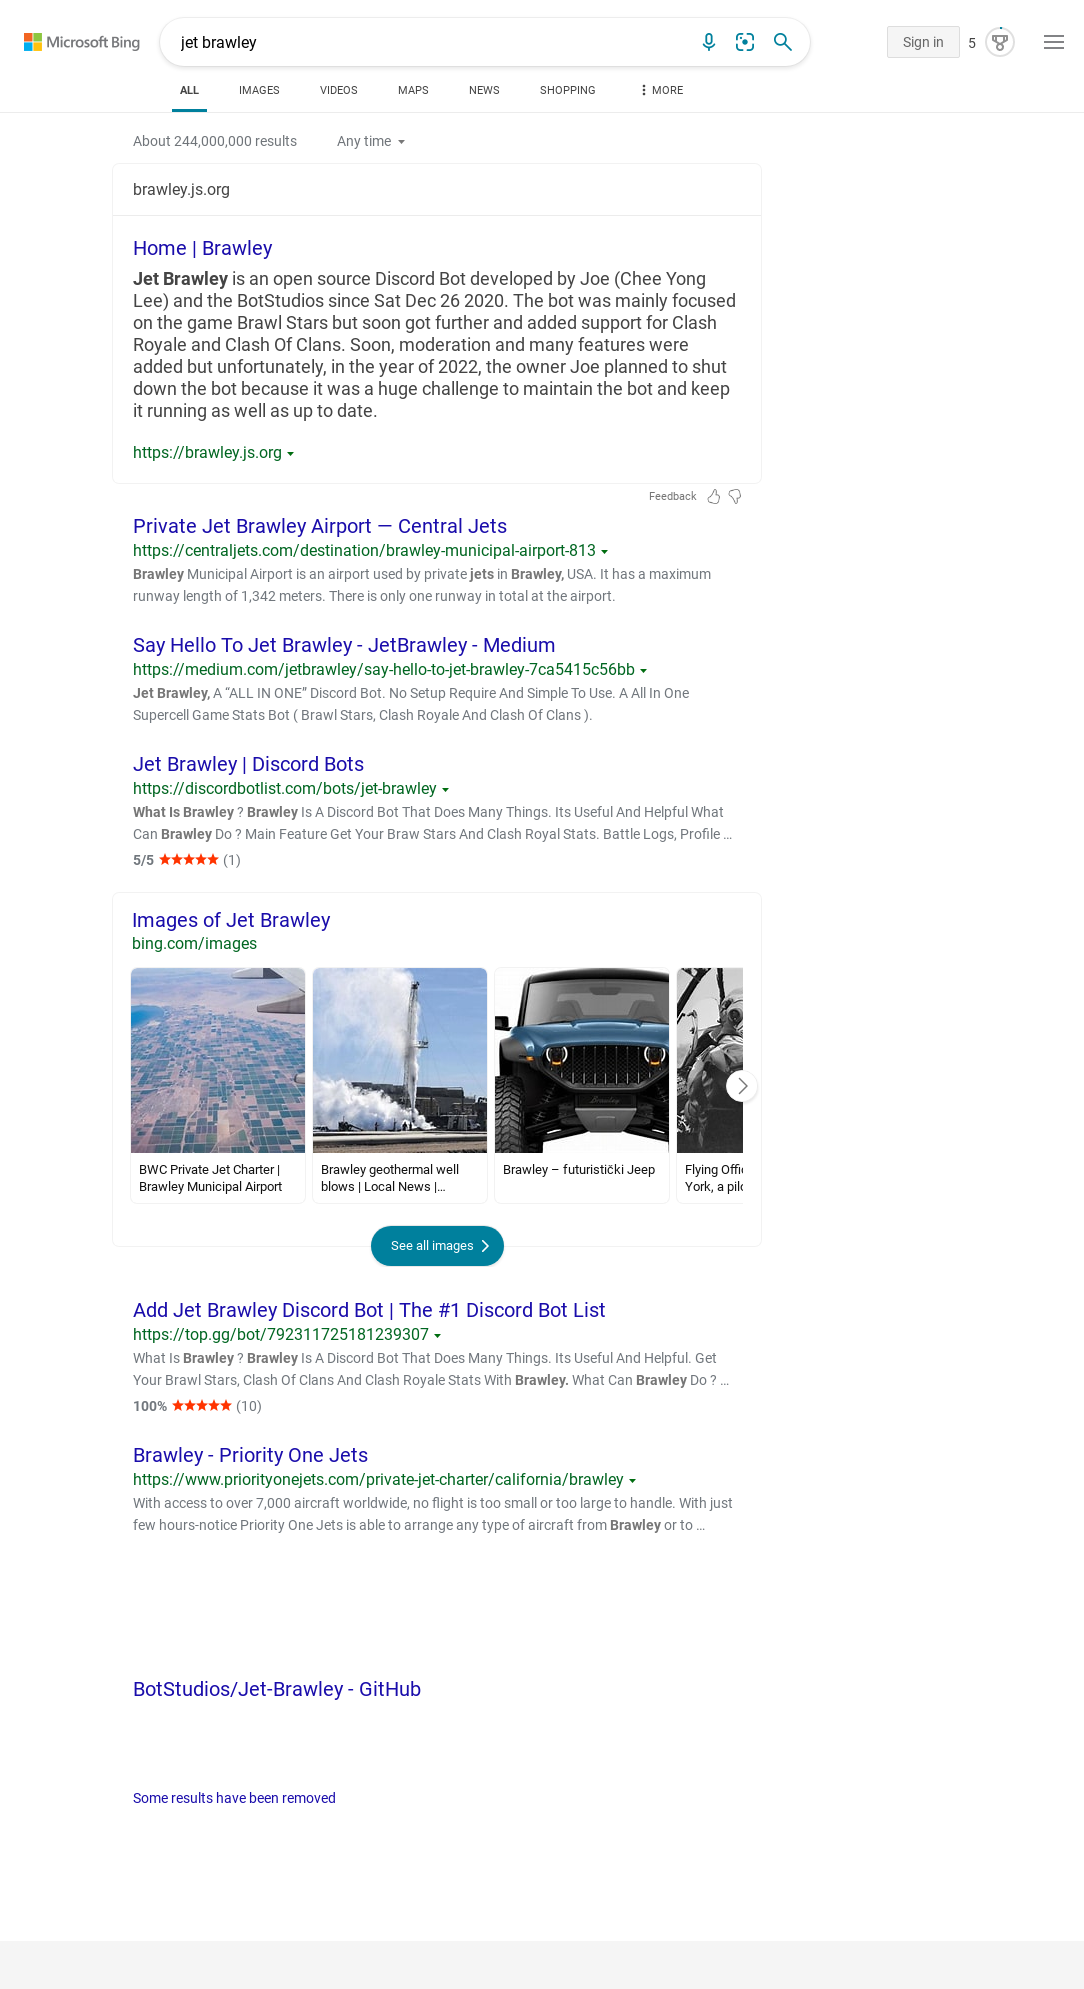 Microsoft Bing
jet brawley
Sign in
5
ALL
IMAGES
VIDEOS
MAPS
NEWS
SHOPPING
MORE
About 244,000,000 results
Any time
brawley.js.org
Home | Brawley
Jet Brawley is an open source Discord Bot developed by Joe (Chee Yong
Lee) and the BotStudios since Sat Dec 26 2020. The bot was mainly focused
on the game Brawl Stars but soon got further and added support for Clash
Royale and Clash Of Clans. Soon, moderation and many features were
added but unfortunately, in the year of 2022, the owner Joe planned to shut
down the bot because it was a huge challenge to maintain the bot and keep
it running as well as up to date.
https://brawley.js.org
Feedback
Private Jet Brawley Airport — Central Jets
https://centraljets.com/destination/brawley-municipal-airport-813
Brawley Municipal Airport is an airport used by private jets in Brawley, USA. It has a maximum
runway length of 1,342 meters. There is only one runway in total at the airport.
Say Hello To Jet Brawley - JetBrawley - Medium
https://medium.com/jetbrawley/say-hello-to-jet-brawley-7ca5415c56bb
Jet Brawley, A “ALL IN ONE” Discord Bot. No Setup Require And Simple To Use. A All In One
Supercell Game Stats Bot ( Brawl Stars, Clash Royale And Clash Of Clans ).
Jet Brawley | Discord Bots
https://discordbotlist.com/bots/jet-brawley
What Is Brawley ? Brawley Is A Discord Bot That Does Many Things. Its Useful And Helpful What
Can Brawley Do ? Main Feature Get Your Braw Stars And Clash Royal Stats. Battle Logs, Profile …
5/5 ★★★★★ (1)
Images of Jet Brawley
bing.com/images
Brawley
BWC Private Jet Charter |
Brawley Municipal Airport
Brawley geothermal well
blows | Local News |…
Brawley – futuristički Jeep
Flying Offic
York, a pilo
See all images
Add Jet Brawley Discord Bot | The #1 Discord Bot List
https://top.gg/bot/792311725181239307
What Is Brawley ? Brawley Is A Discord Bot That Does Many Things. Its Useful And Helpful. Get
Your Brawl Stars, Clash Of Clans And Clash Royale Stats With Brawley. What Can Brawley Do ? …
100% ★★★★★ (10)
Brawley - Priority One Jets
https://www.priorityonejets.com/private-jet-charter/california/brawley
With access to over 7,000 aircraft worldwide, no flight is too small or too large to handle. With just
few hours-notice Priority One Jets is able to arrange any type of aircraft from Brawley or to …
BotStudios/Jet-Brawley - GitHub
Some results have been removed